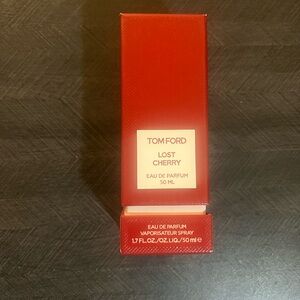 TOM FORD
LOST
CHERRY
EAU DE PARFUM
50 ML
EAU DE PARFUM
VAPORISATEUR SPRAY
1.7 FL.OZ./OZ.LIQ./50 ml e